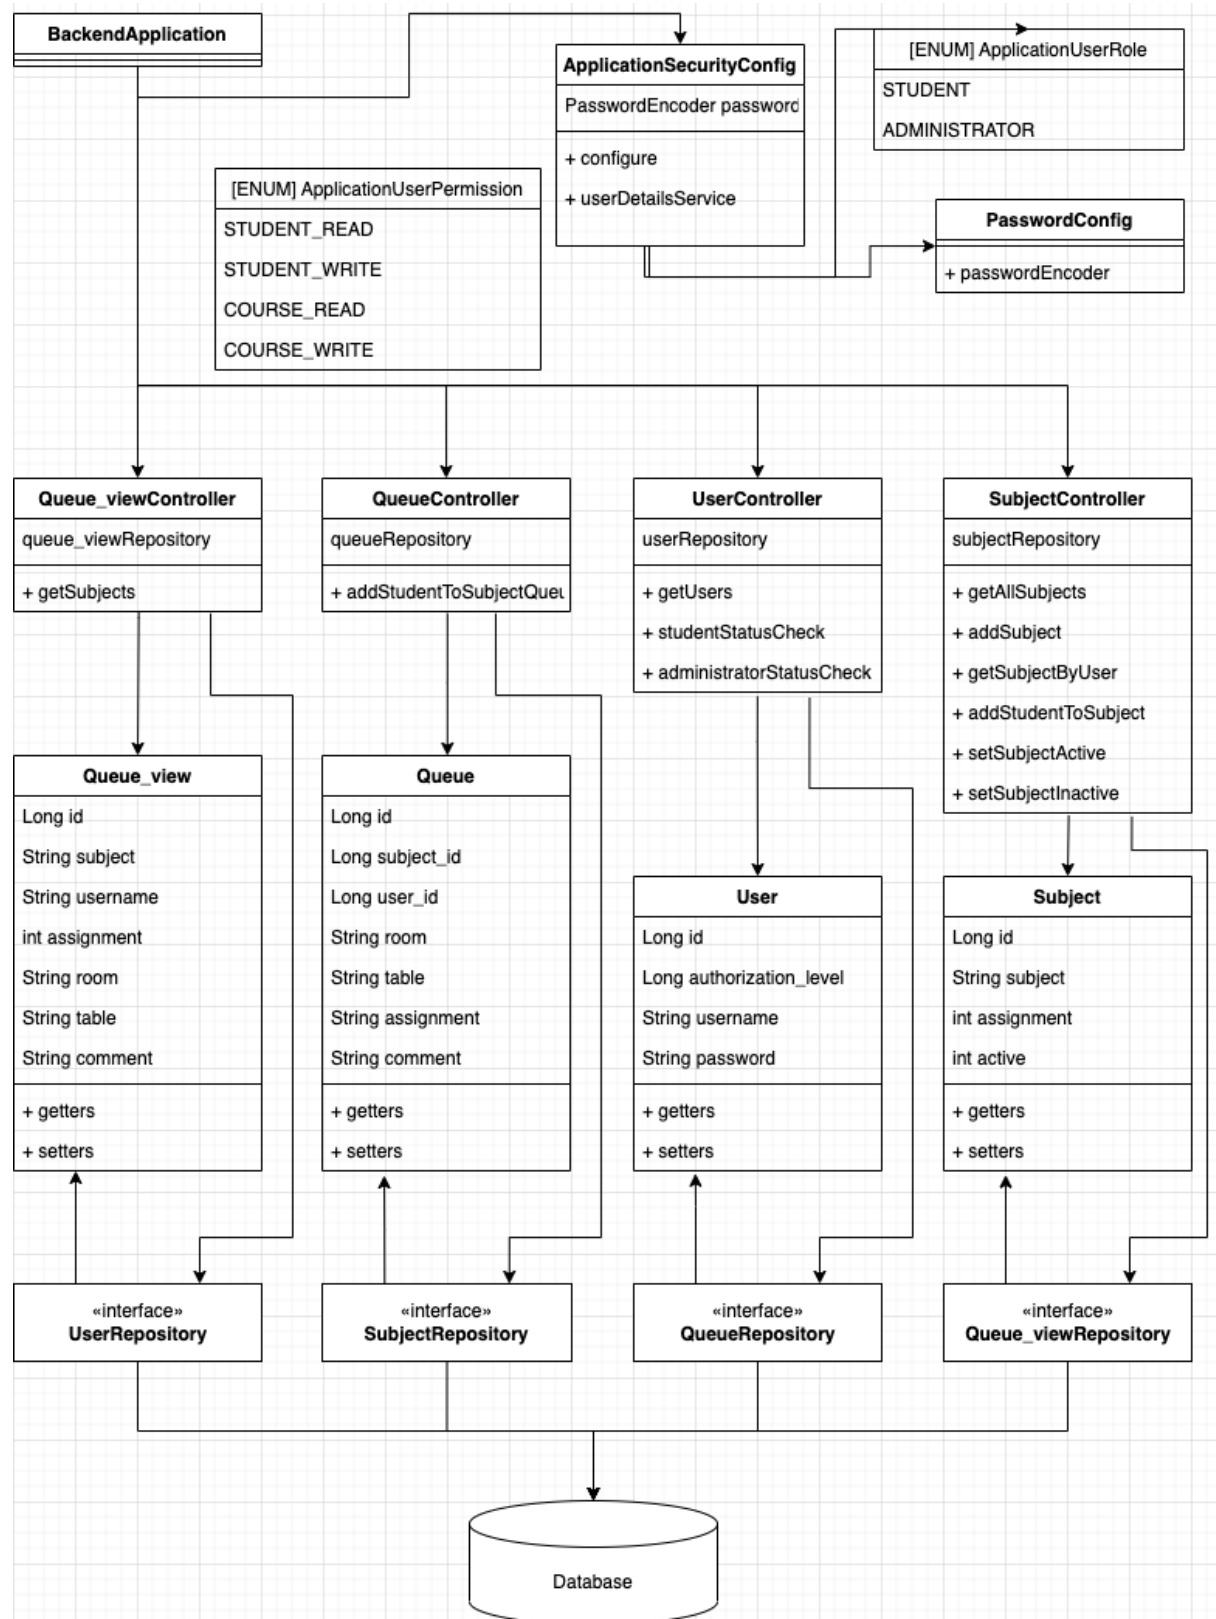 BackendApplication
ApplicationSecurityConfig
PasswordEncoder password
+ configure
+ userDetailsService
[ENUM] ApplicationUserRole
STUDENT
ADMINISTRATOR
[ENUM] ApplicationUserPermission
STUDENT_READ
STUDENT_WRITE
COURSE_READ
COURSE_WRITE
PasswordConfig
+ passwordEncoder
Queue_viewController
queue_viewRepository
+ getSubjects
QueueController
queueRepository
+ addStudentToSubjectQueu
UserController
userRepository
+ getUsers
+ studentStatusCheck
+ administratorStatusCheck
SubjectController
subjectRepository
+ getAllSubjects
+ addSubject
+ getSubjectByUser
+ addStudentToSubject
+ setSubjectActive
+ setSubjectInactive
Queue_view
Long id
String subject
String username
int assignment
String room
String table
String comment
+ getters
+ setters
Queue
Long id
Long subject_id
Long user_id
String room
String table
String assignment
String comment
+ getters
+ setters
User
Long id
Long authorization_level
String username
String password
+ getters
+ setters
Subject
Long id
String subject
int assignment
int active
+ getters
+ setters
«interface»
UserRepository
«interface»
SubjectRepository
«interface»
QueueRepository
«interface»
Queue_viewRepository
Database